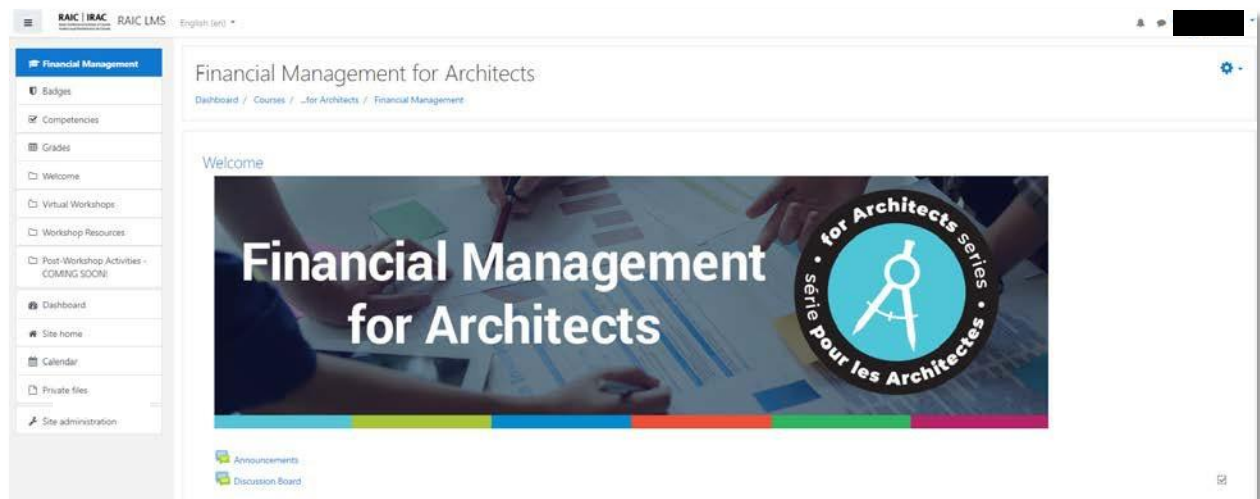 RAIC | IRAC RAIC LMS English (en)
Financial Management
Badges
Competencies
Grades
Welcome
Virtual Workshops
Workshop Resources
Post-Workshop Activities -
COMING SOON!
Dashboard
Site home
Calendar
Private files
Site administration
Financial Management for Architects
Dashboard / Courses / ...for Architects / Financial Management
Welcome
Financial Management
for Architects
for Architects series •
série pour les Architectes •
Announcements
Discussion Board